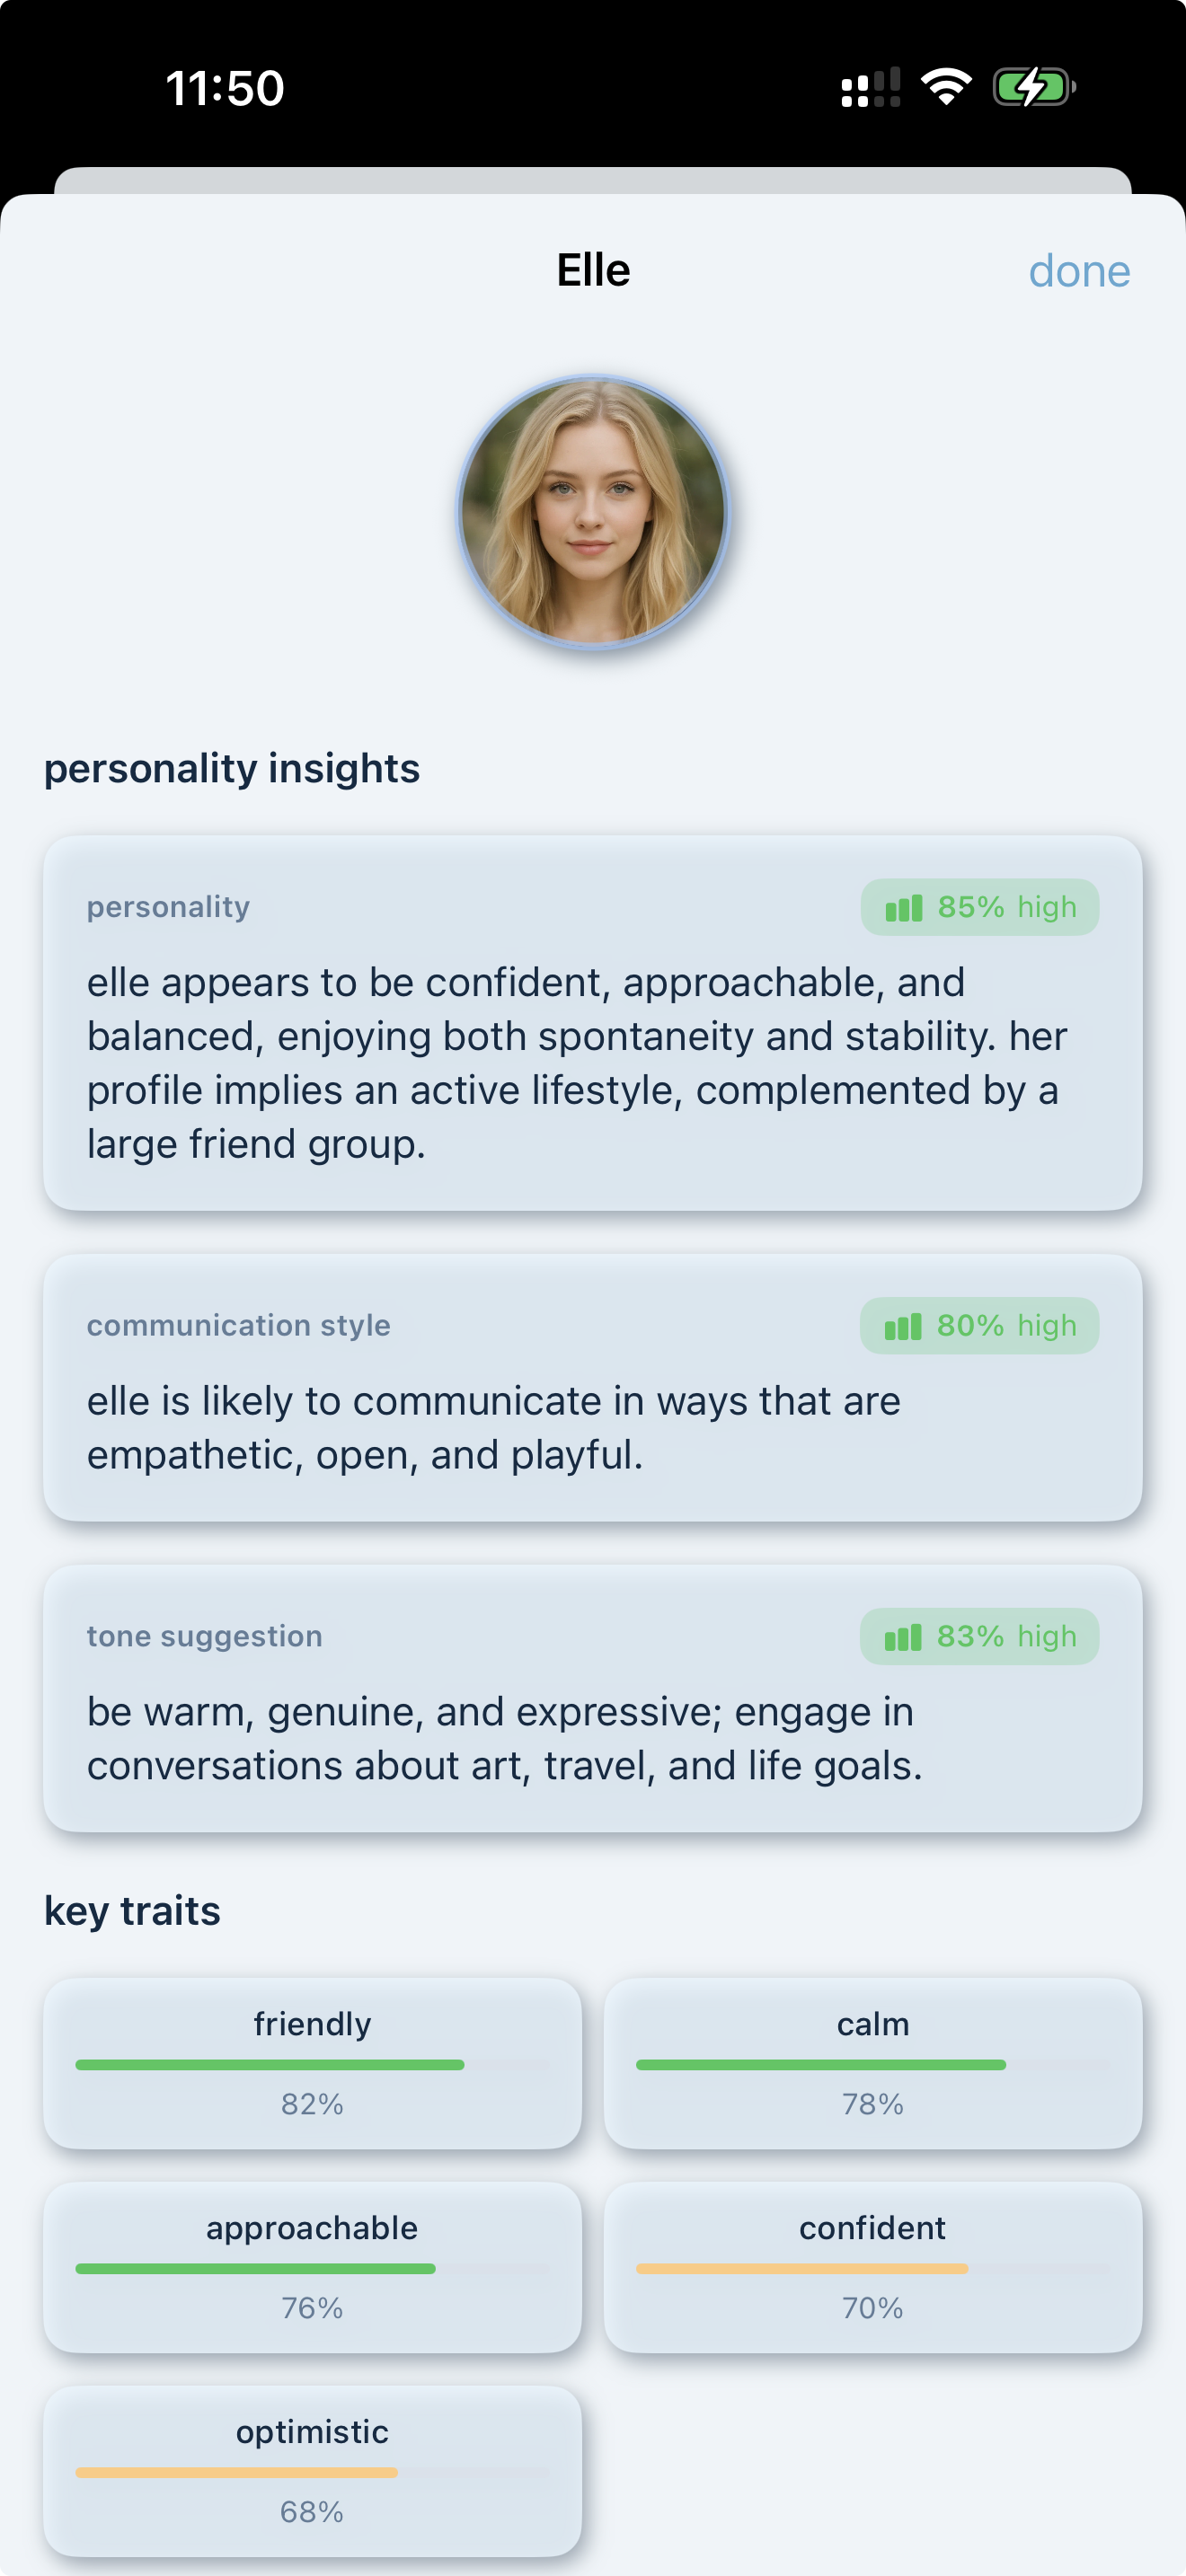 11:50
Elle
done
personality insights
personality
85% high
elle appears to be confident, approachable, and
balanced, enjoying both spontaneity and stability. her
profile implies an active lifestyle, complemented by a
large friend group.
communication style
80% high
elle is likely to communicate in ways that are
empathetic, open, and playful.
tone suggestion
83% high
be warm, genuine, and expressive; engage in
conversations about art, travel, and life goals.
key traits
friendly
82%
calm
78%
approachable
76%
confident
70%
optimistic
68%